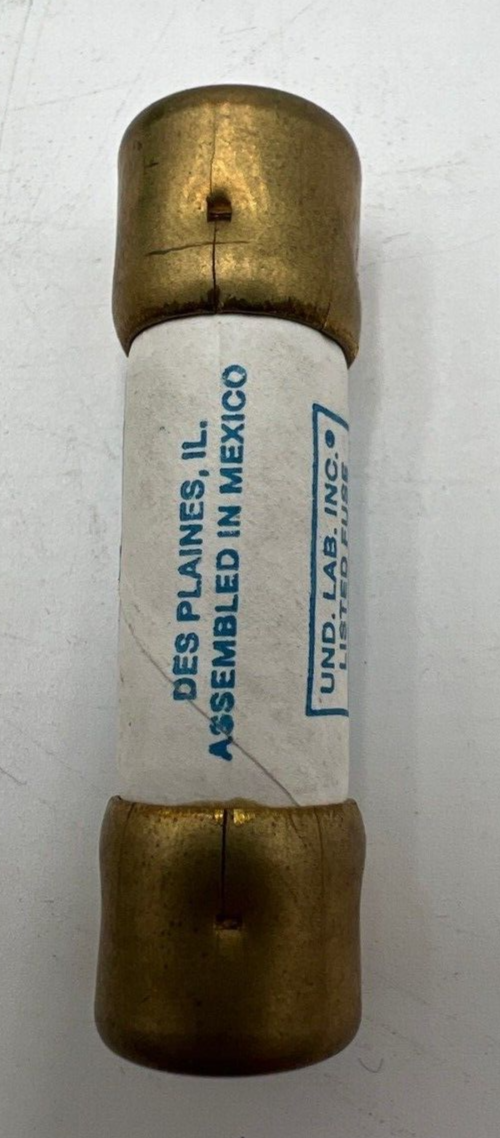 DES PLAINES, IL.
ASSEMBLED IN MEXICO
UND. LAB. INC.®
LISTED FUSE